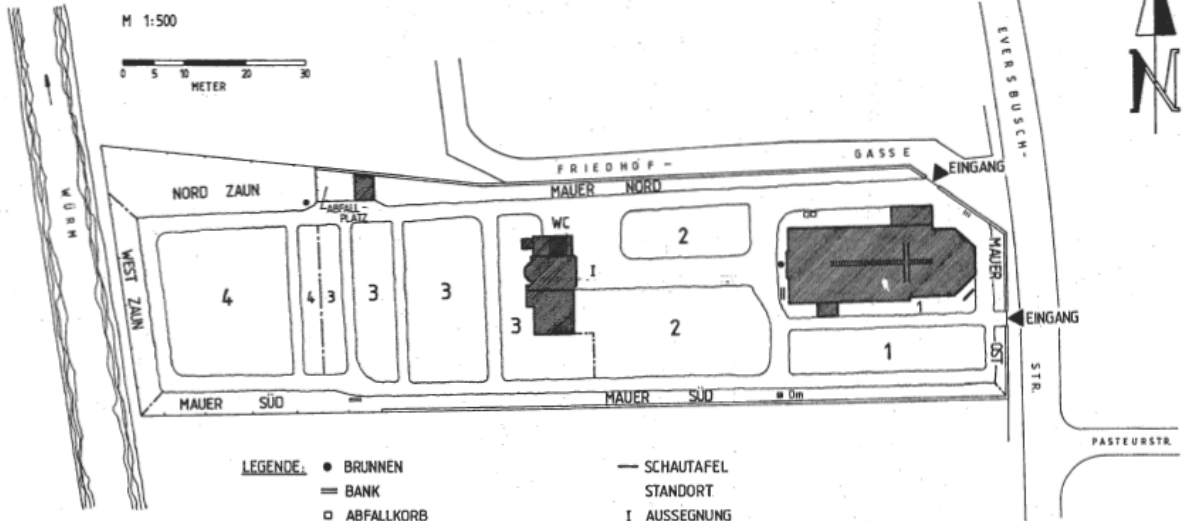 M 1:500
0 5 10 20 30
METER
N
EVERSBUSCH-
STR.
FRIEDHOF-
GASSE
EINGANG
WÜRM
NORD ZAUN
MAUER NORD
ABFALL-
PLATZ
WC
2
MAUER
WEST ZAUN
4
4 3
3
3
3
I
2
1
EINGANG
1
OST
MAUER SÜD
MAUER SÜD
0m
PASTEURSTR.
LEGENDE:
BRUNNEN
BANK
ABFALLKORB
SCHAUTAFEL
STANDORT
I AUSSEGNUNG